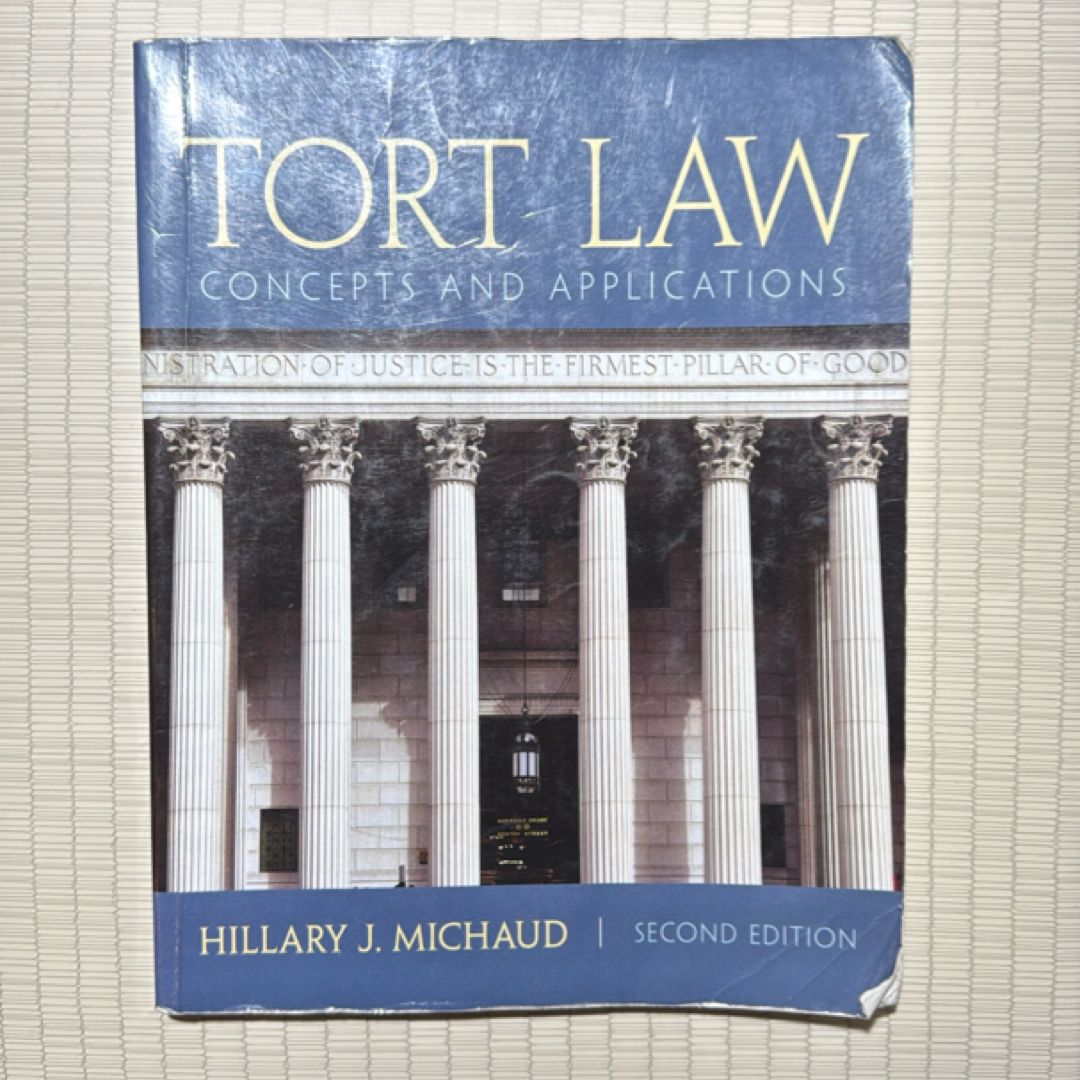 TORT LAW
CONCEPTS AND APPLICATIONS
NISTRATION·OF·JUSTICE·IS·THE·FIRMEST·PILLAR·OF·GOOD
HILLARY J. MICHAUD | SECOND EDITION